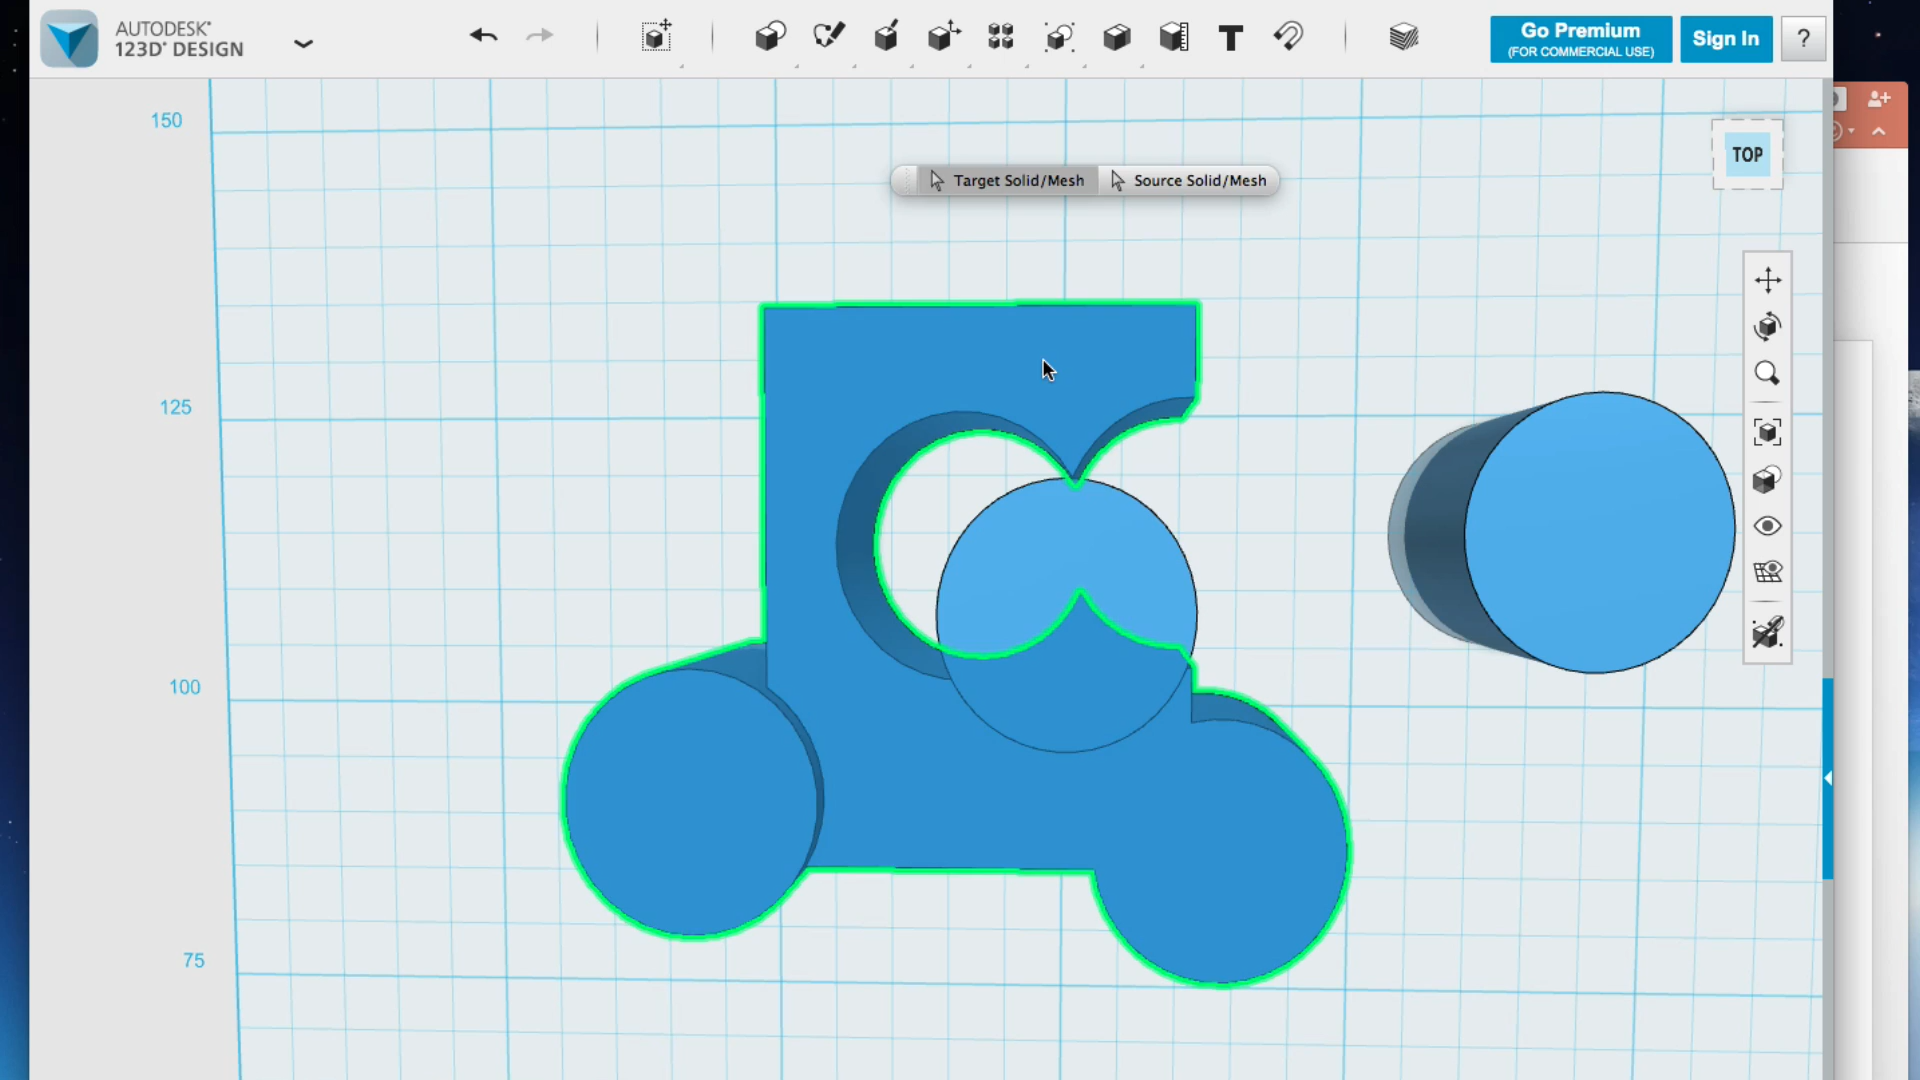 AUTODESK®
123D® DESIGN
T
Go Premium
(FOR COMMERCIAL USE)
Sign In
?
150
TOP
Target Solid/Mesh
Source Solid/Mesh
125
100
75